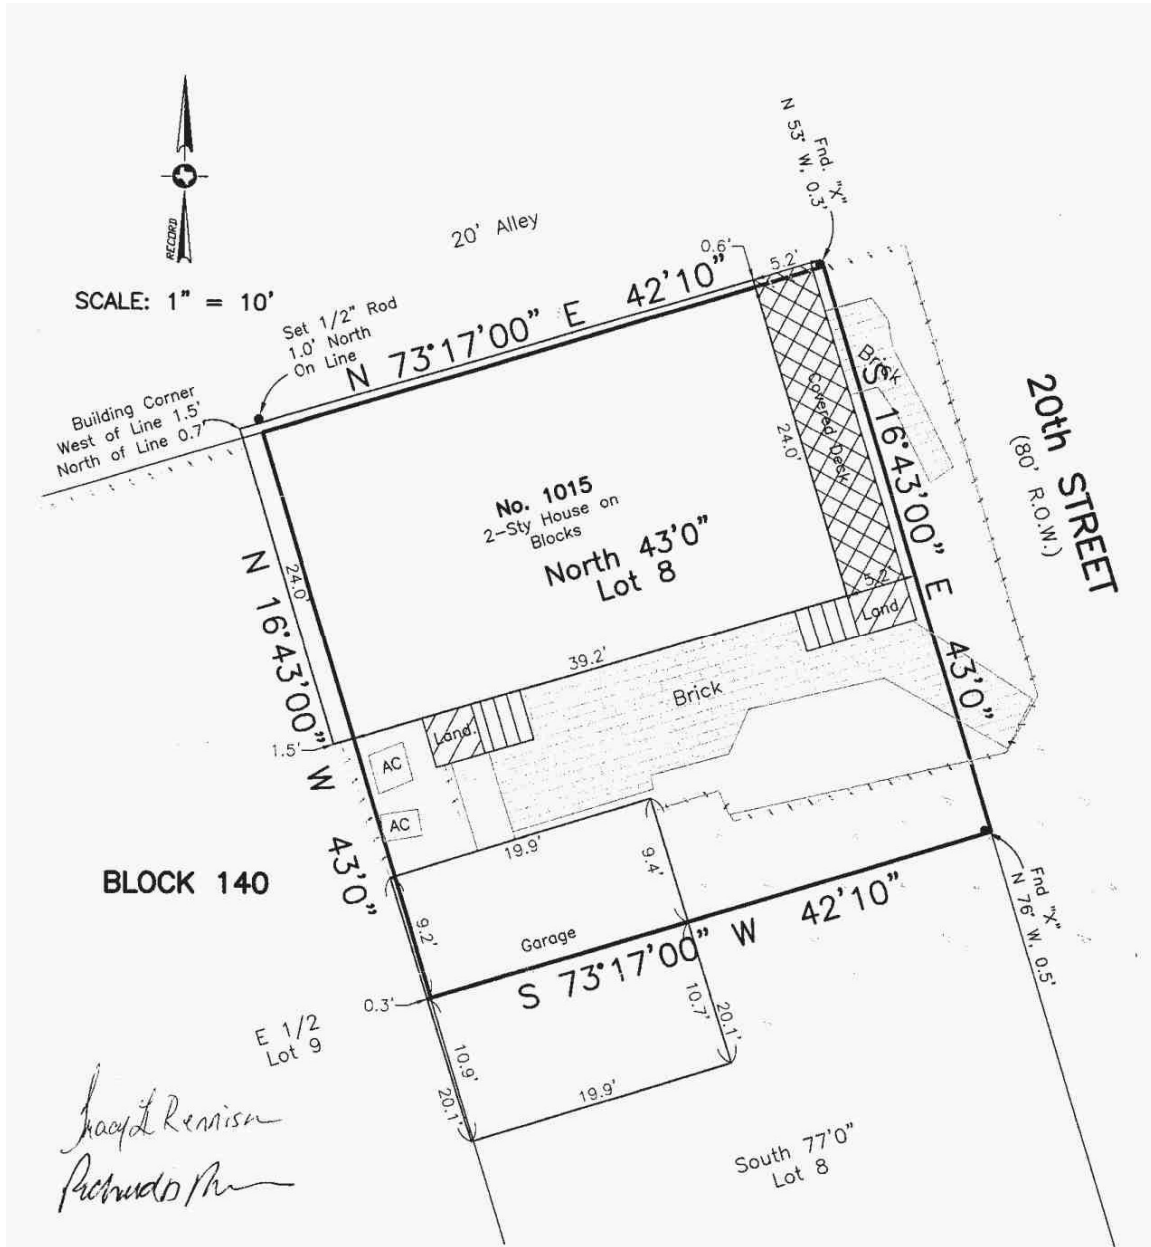 N 53° W, 0.3'
Fnd. "X"
20' Alley
0.6'
5.2'
RECORD
SCALE: 1" = 10'
Set 1/2" Rod
1.0' North
On Line
N 73°17'00" E 42'10"
Building Corner
West of Line 1.5'
North of Line 0.7'
Brick
20th STREET
(80' R.O.W.)
S 16°43'00" E 43'0"
Covered Deck
24.0'
No. 1015
2-Sty House on
Blocks
North 43'0"
Lot 8
24.0'
N 16°43'00" W 43'0"
5.2'
Land
39.2'
Brick
Land.
1.5'
AC
AC
19.9'
9.4'
BLOCK 140
9.2'
Garage
S 73°17'00" W 42'10"
Fnd "X"
N 76° W, 0.5'
0.3'
10.7'
20.1'
E 1/2
Lot 9
10.9'
20.1'
19.9'
South 77'0"
Lot 8